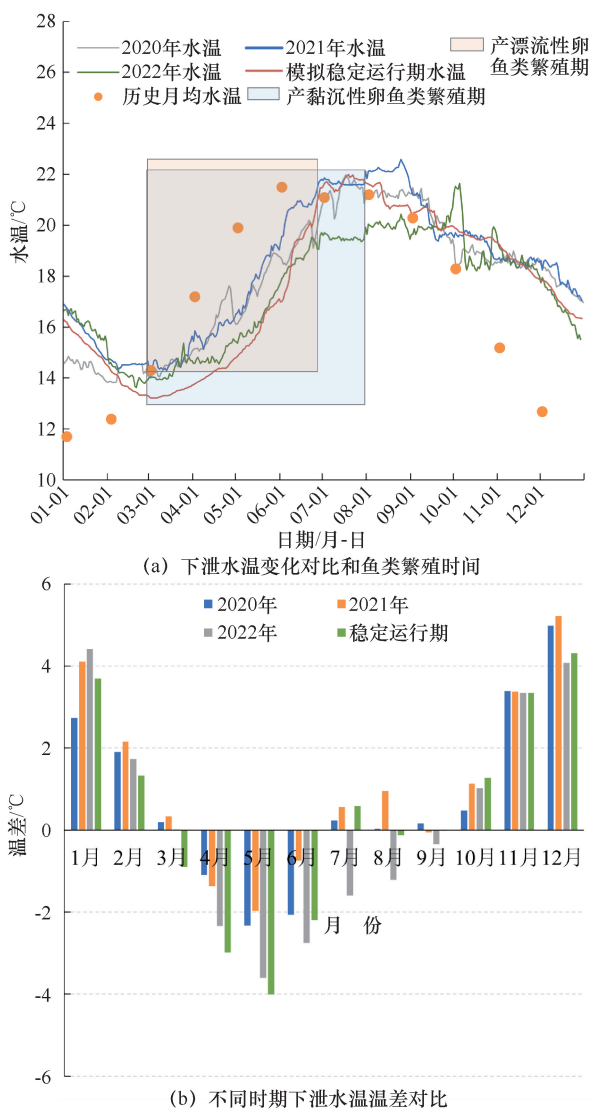 28
26
24
22
20
18
16
14
12
10
水温/℃
2020年水温
2021年水温
产漂流性卵
鱼类繁殖期
2022年水温
模拟稳定运行期水温
历史月均水温
产黏沉性卵鱼类繁殖期
01-01
02-01
03-01
04-01
05-01
06-01
07-01
08-01
09-01
10-01
11-01
12-01
日期/月-日
(a) 下泄水温变化对比和鱼类繁殖时间
6
4
2
0
-2
-4
-6
温差/℃
2020年
2021年
2022年
稳定运行期
1月
2月
3月
4月
5月
6月
7月
8月
9月
10月
11月
12月
月 份
(b) 不同时期下泄水温温差对比